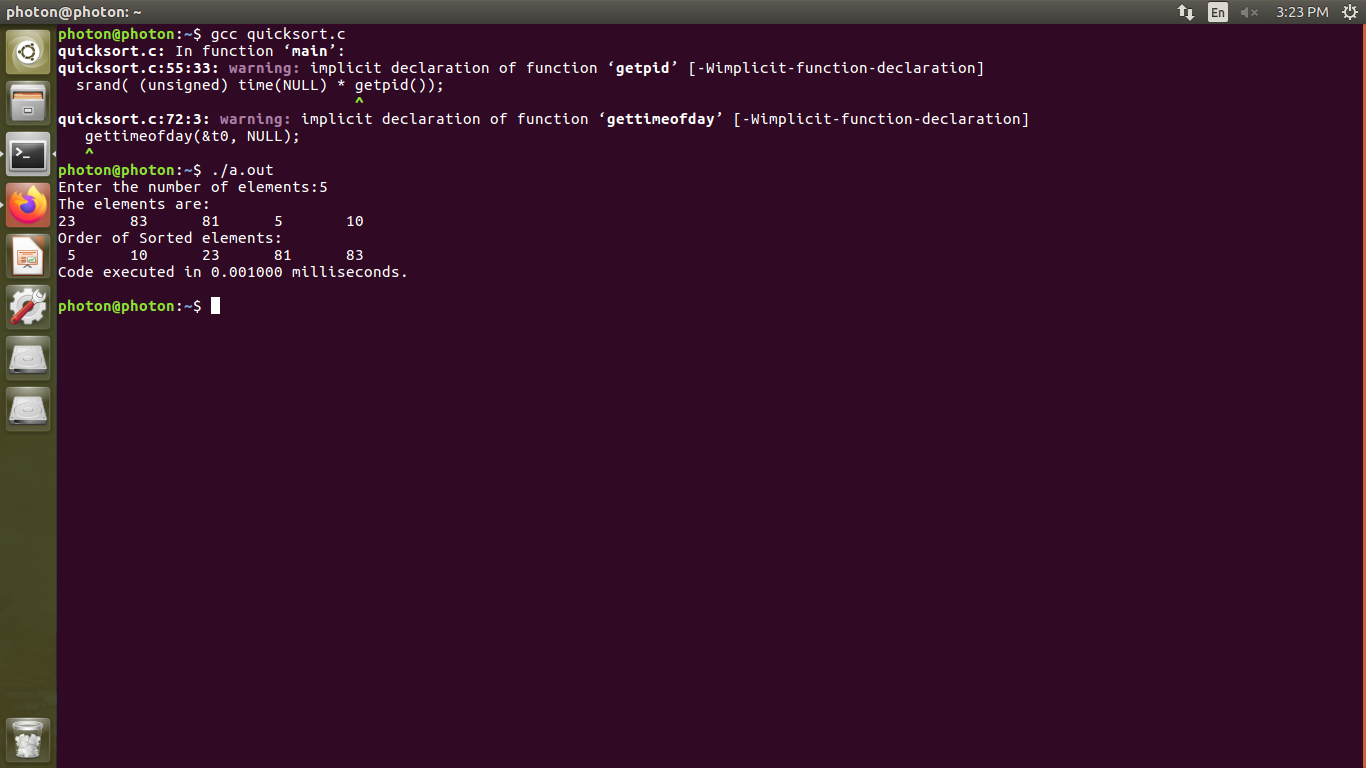 photon@photon: ~
En
3:23 PM
photon@photon:~$ gcc quicksort.c
quicksort.c: In function ‘main’:
quicksort.c:55:33: warning: implicit declaration of function ‘getpid’ [-Wimplicit-function-declaration]
  srand( (unsigned) time(NULL) * getpid());
                                 ^
quicksort.c:72:3: warning: implicit declaration of function ‘gettimeofday’ [-Wimplicit-function-declaration]
   gettimeofday(&t0, NULL);
   ^
photon@photon:~$ ./a.out
Enter the number of elements:5
The elements are:
23      83      81      5       10
Order of Sorted elements:
 5      10      23      81      83
Code executed in 0.001000 milliseconds.
photon@photon:~$